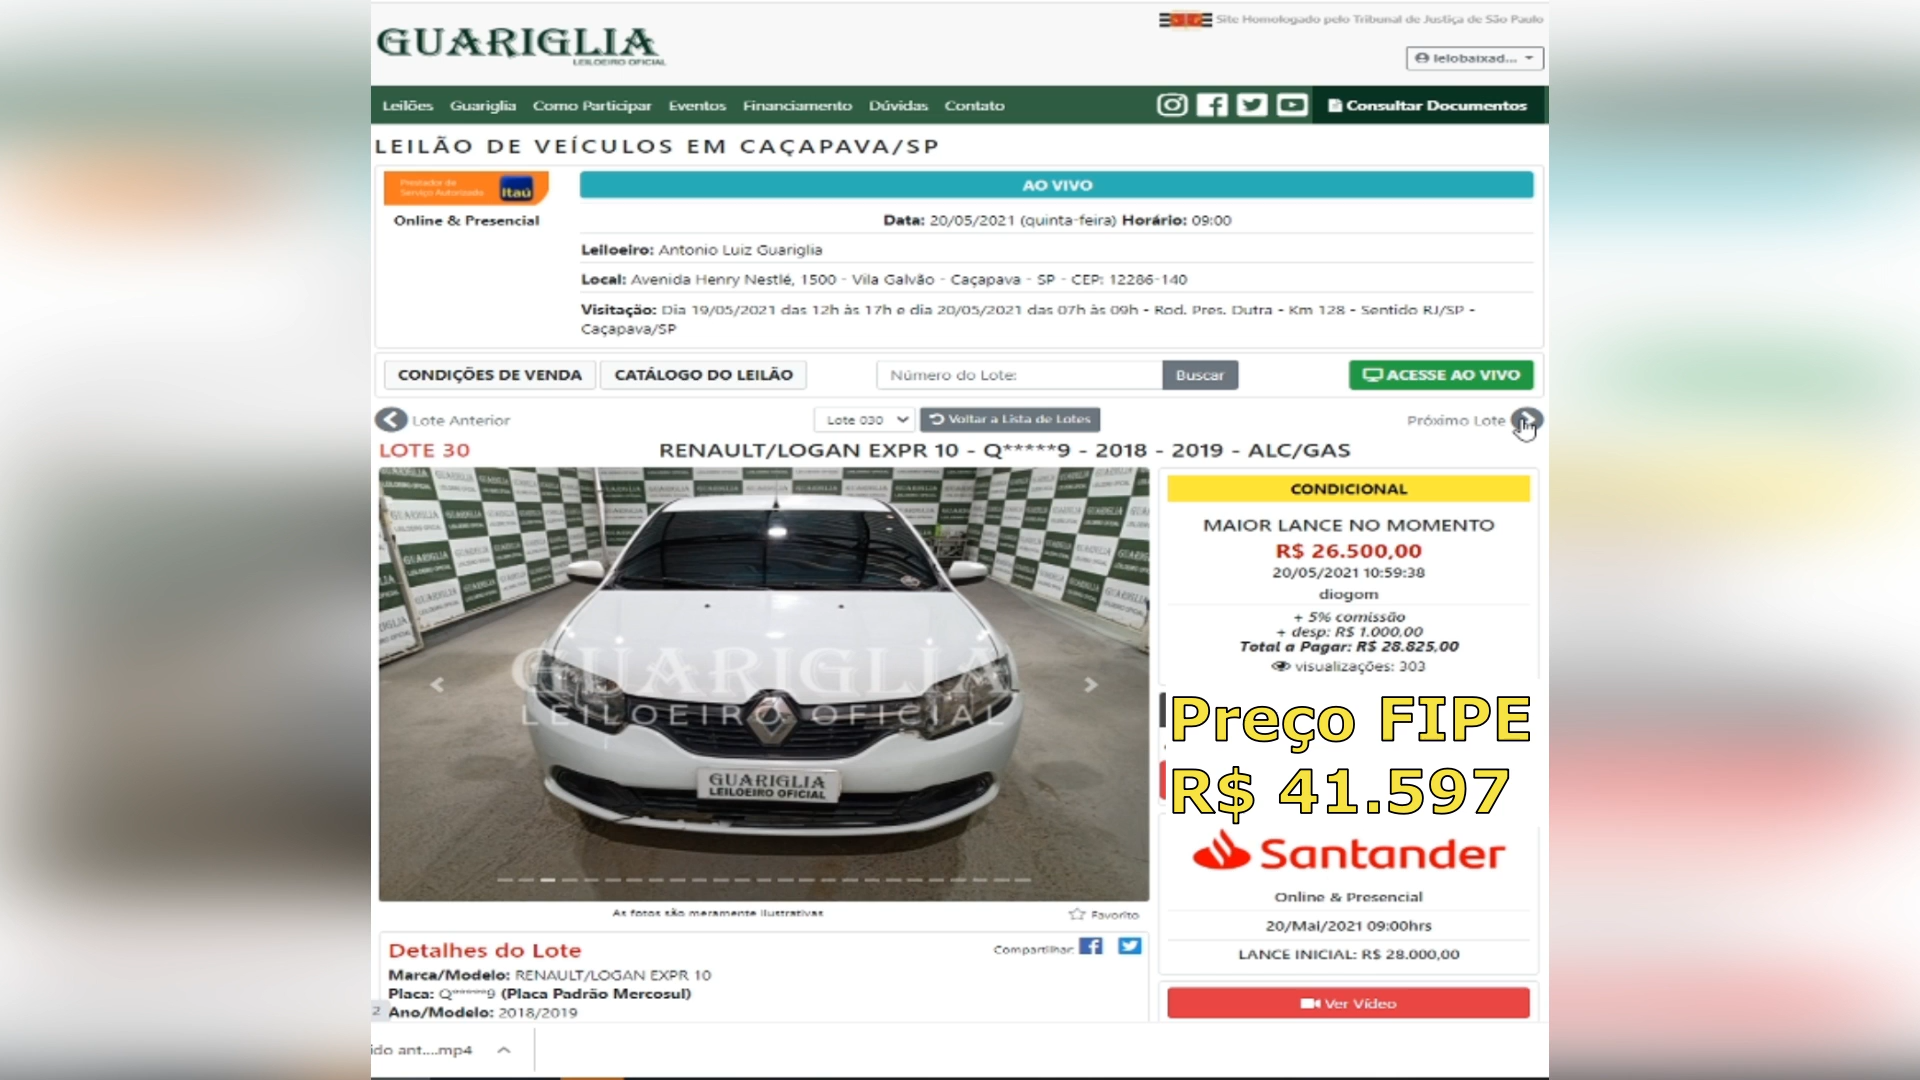 GUARIGLIA
LEILOEIRO OFICIAL
Site Homologado pelo Tribunal de Justiça de São Paulo
lelobaixad...
Leilões Guariglia Como Participar Eventos Financiamento Dúvidas Contato
Consultar Documentos
LEILÃO DE VEÍCULOS EM CAÇAPAVA/SP
Prestador de
Serviço Autorizado
Itaú
Online & Presencial
AO VIVO
Data: 20/05/2021 (quinta-feira) Horário: 09:00
Leiloeiro: Antonio Luiz Guariglia
Local: Avenida Henry Nestlé, 1500 - Vila Galvão - Caçapava - SP - CEP: 12286-140
Visitação: Dia 19/05/2021 das 12h às 17h e dia 20/05/2021 das 07h às 09h - Rod. Pres. Dutra - Km 128 - Sentido RJ/SP -
Caçapava/SP
CONDIÇÕES DE VENDA CATÁLOGO DO LEILÃO Número do Lote: Buscar ACESSE AO VIVO
Lote Anterior Lote 030 Voltar a Lista de Lotes Próximo Lote
LOTE 30 RENAULT/LOGAN EXPR 10 - Q*****9 - 2018 - 2019 - ALC/GAS
GUARIGLIA
LEILOEIRO OFICIAL
GUARIGLIA
LEILOEIRO OFICIAL
As fotos são meramente ilustrativas
Favorito
CONDICIONAL
MAIOR LANCE NO MOMENTO
R$ 26.500,00
20/05/2021 10:59:38
diogom
+ 5% comissão
+ desp: R$ 1.000,00
Total a Pagar: R$ 28.825,00
visualizações: 303
Preço FIPE
R$ 41.597
Santander
Online & Presencial
20/Mai/2021 09:00hrs
LANCE INICIAL: R$ 28.000,00
Ver Vídeo
Detalhes do Lote
Compartilhar:
Marca/Modelo: RENAULT/LOGAN EXPR 10
Placa: Q*****9 (Placa Padrão Mercosul)
Ano/Modelo: 2018/2019
2
ido ant....mp4